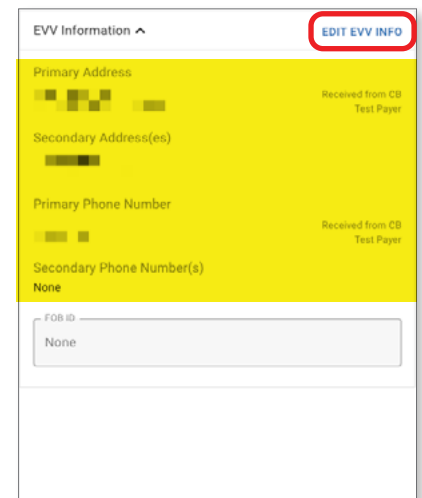 EVV Information
EDIT EVV INFO
Primary Address
Received from CB
Test Payer
Secondary Address(es)
Primary Phone Number
Received from CB
Test Payer
Secondary Phone Number(s)
None
FOB ID
None